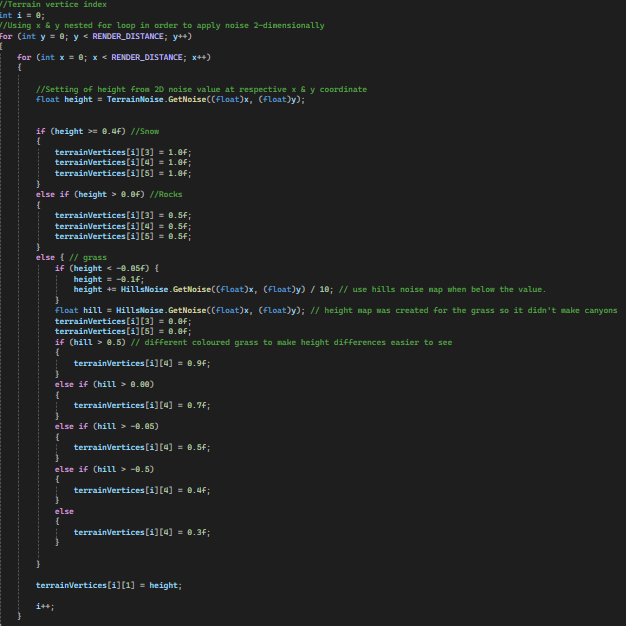 //Terrain vertice index
int i = 0;
//Using x & y nested for loop in order to apply noise 2-dimensionally
for (int y = 0; y < RENDER_DISTANCE; y++)
{
for (int x = 0; x < RENDER_DISTANCE; x++)
{
//Setting of height from 2D noise value at respective x & y coordinate
float height = TerrainNoise.GetNoise((float)x, (float)y);
if (height >= 0.4f) //Snow
{
terrainVertices[i][3] = 1.0f;
terrainVertices[i][4] = 1.0f;
terrainVertices[i][5] = 1.0f;
}
else if (height > 0.0f) //Rocks
{
terrainVertices[i][3] = 0.5f;
terrainVertices[i][4] = 0.5f;
terrainVertices[i][5] = 0.5f;
}
else { // grass
if (height < -0.05f) {
height = -0.1f;
height += HillsNoise.GetNoise((float)x, (float)y) / 10; // use hills noise map when below the value.
}
float hill = HillsNoise.GetNoise((float)x, (float)y); // height map was created for the grass so it didn't make canyons
terrainVertices[i][3] = 0.0f;
terrainVertices[i][5] = 0.0f;
if (hill > 0.5) // different coloured grass to make height differences easier to see
{
terrainVertices[i][4] = 0.9f;
}
else if (hill > 0.00)
{
terrainVertices[i][4] = 0.7f;
}
else if (hill > -0.05)
{
terrainVertices[i][4] = 0.5f;
}
else if (hill > -0.5)
{
terrainVertices[i][4] = 0.4f;
}
else
{
terrainVertices[i][4] = 0.3f;
}
}
terrainVertices[i][1] = height;
i++;
}